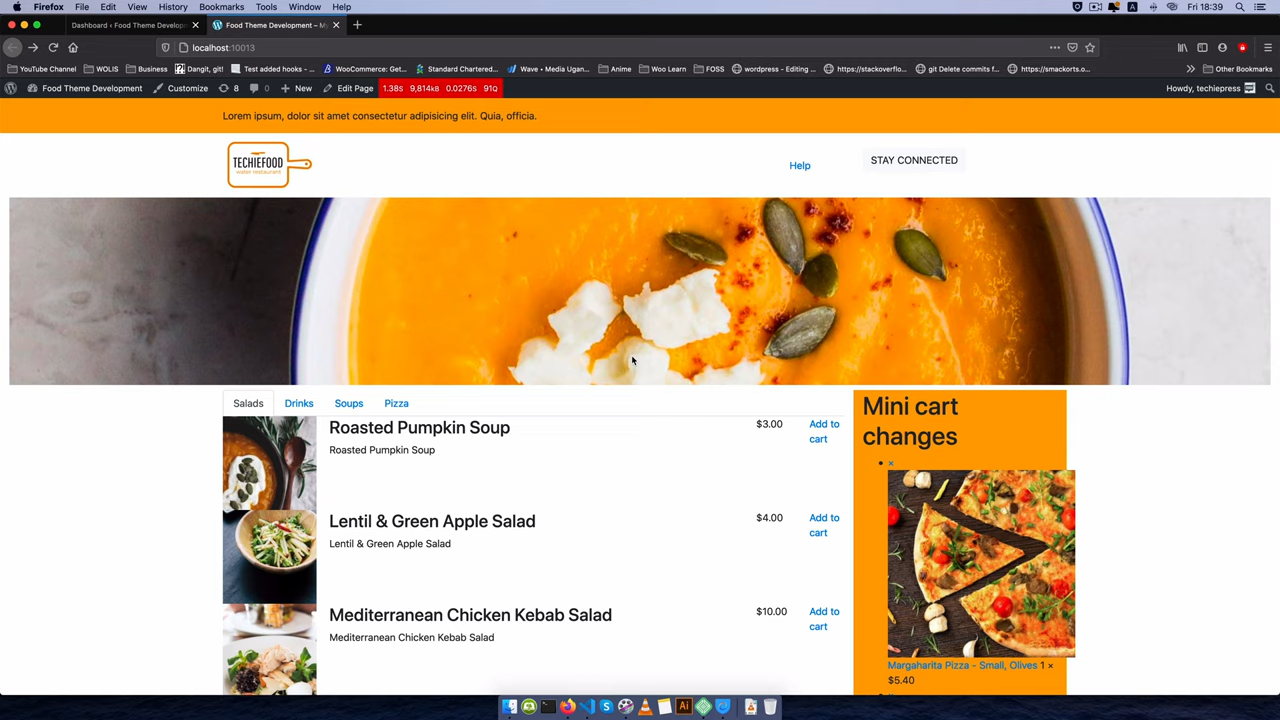 Firefox File Edit View History Bookmarks Tools Window Help A Fri 18:39
Dashboard ‹ Food Theme Developm × Food Theme Development – My × +
localhost:10013
YouTube Channel WOLIS Business Dangit, git! Test added hooks - ... WooCommerce: Get... Standard Chartered... Wave • Media Ugan... Anime Woo Learn FOSS wordpress - Editing ... https://stackoverflo... git Delete commits f... https://smackorts.o... Other Bookmarks
Food Theme Development Customize 8 0 New Edit Page 1.38S 9,814KB 0.0276S 91Q Howdy, techiepress
Lorem ipsum, dolor sit amet consectetur adipisicing elit. Quia, officia.
TECHIEFOOD
waiter restaurant
Help
STAY CONNECTED
Salads Drinks Soups Pizza
Roasted Pumpkin Soup
Roasted Pumpkin Soup
$3.00
Add to
cart
Lentil & Green Apple Salad
Lentil & Green Apple Salad
$4.00
Add to
cart
Mediterranean Chicken Kebab Salad
Mediterranean Chicken Kebab Salad
$10.00
Add to
cart
Mini cart
changes
×
Margaharita Pizza - Small, Olives 1 ×
$5.40
Ai